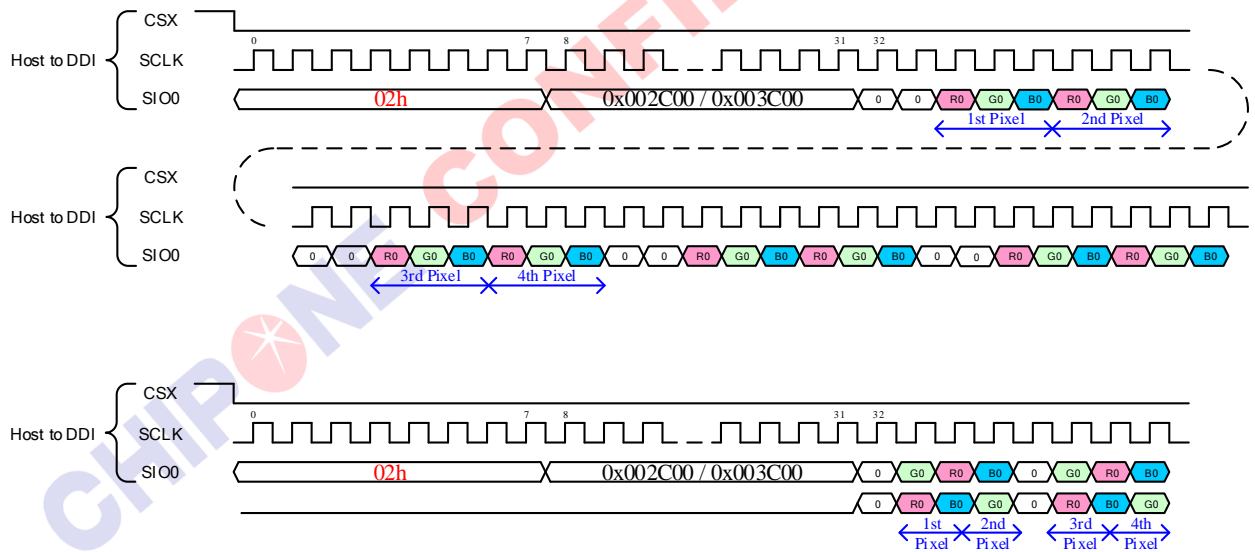 CSX
0 7 8 31 32
Host to DDI SCLK
SIO0 02h 0x002C00 / 0x003C00 0 0 R0 G0 B0 R0 G0 B0
1st Pixel 2nd Pixel
CSX
Host to DDI SCLK
SIO0 0 0 R0 G0 B0 R0 G0 B0 0 0 R0 G0 B0 R0 G0 B0 0 0 R0 G0 B0 R0 G0 B0
3rd Pixel 4th Pixel
CSX
0 7 8 31 32
Host to DDI SCLK
SIO0 02h 0x002C00 / 0x003C00 0 G0 R0 B0 0 G0 R0 B0
0 R0 B0 G0 0 R0 B0 G0
1st Pixel 2nd Pixel 3rd Pixel 4th Pixel
CHIPONE CONFI